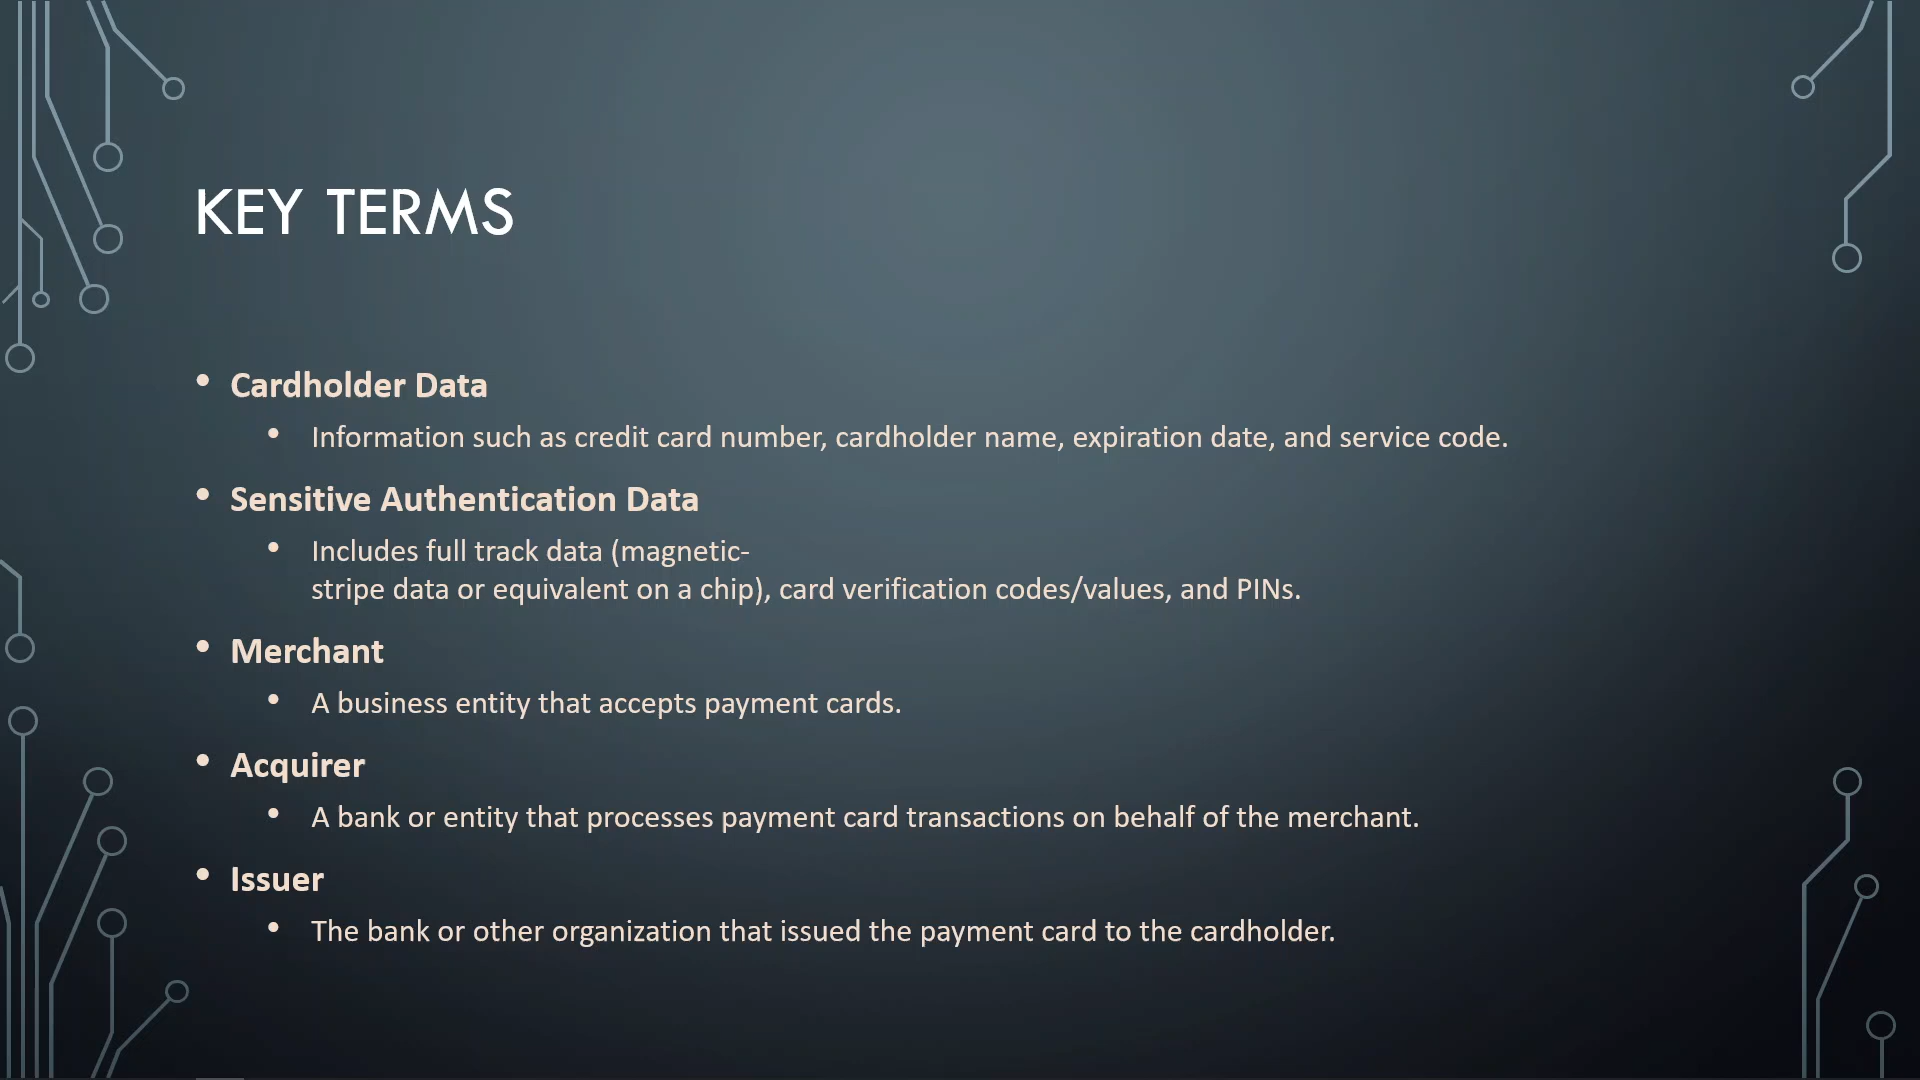 KEY TERMS
• Cardholder Data
• Information such as credit card number, cardholder name, expiration date, and service code.
• Sensitive Authentication Data
• Includes full track data (magnetic-
stripe data or equivalent on a chip), card verification codes/values, and PINs.
• Merchant
• A business entity that accepts payment cards.
• Acquirer
• A bank or entity that processes payment card transactions on behalf of the merchant.
• Issuer
• The bank or other organization that issued the payment card to the cardholder.